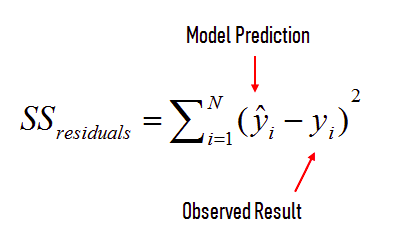 Model Prediction
SS_residuals = ∑_{i=1}^{N} (ŷ_i − y_i)^2
Observed Result